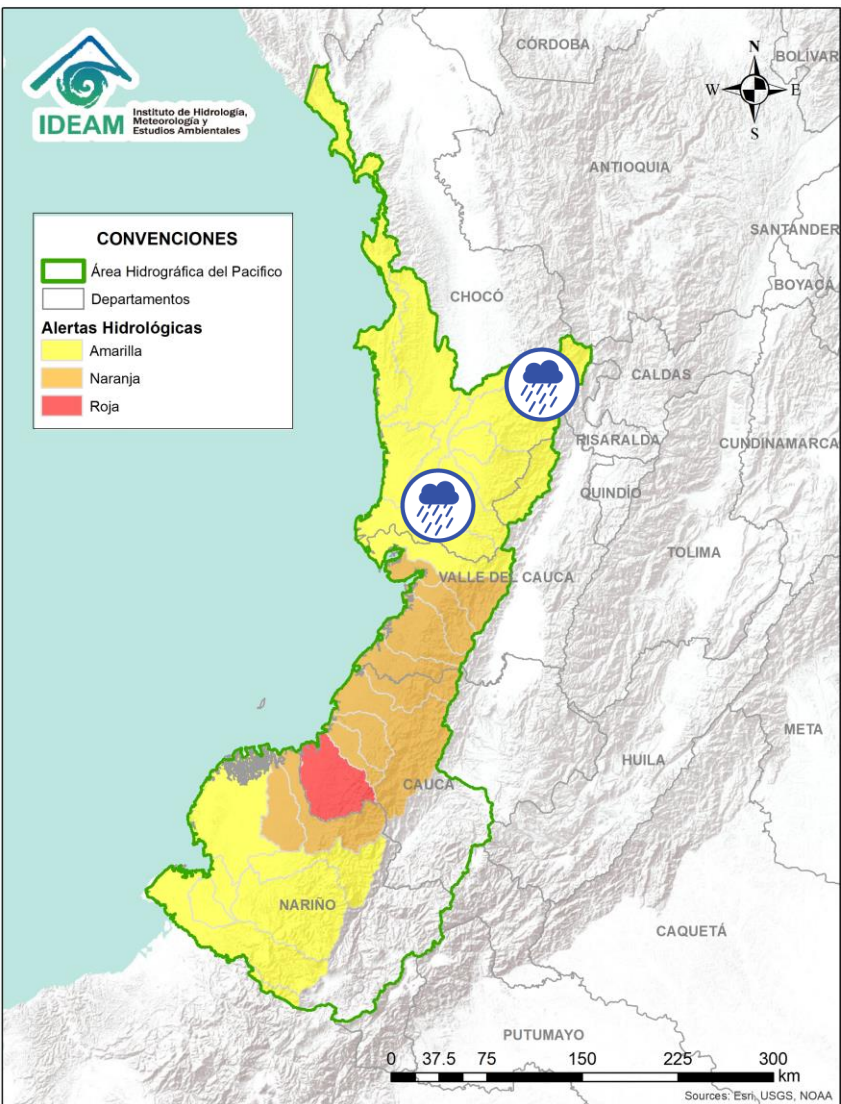 IDEAM
Instituto de Hidrología,
Meteorología y
Estudios Ambientales
CONVENCIONES
Área Hidrográfica del Pacifico
Departamentos
Alertas Hidrológicas
Amarilla
Naranja
Roja
N
W E
S
CÓRDOBA
BOLÍVAR
ANTIOQUIA
SANTANDER
BOYACÁ
CHOCÓ
CALDAS
RISARALDA
CUNDINAMARCA
QUINDÍO
TOLIMA
VALLE DEL CAUCA
META
HUILA
CAUCA
NARIÑO
CAQUETÁ
PUTUMAYO
0 37.5 75 150 225 300
km
Sources: Esri, USGS, NOAA